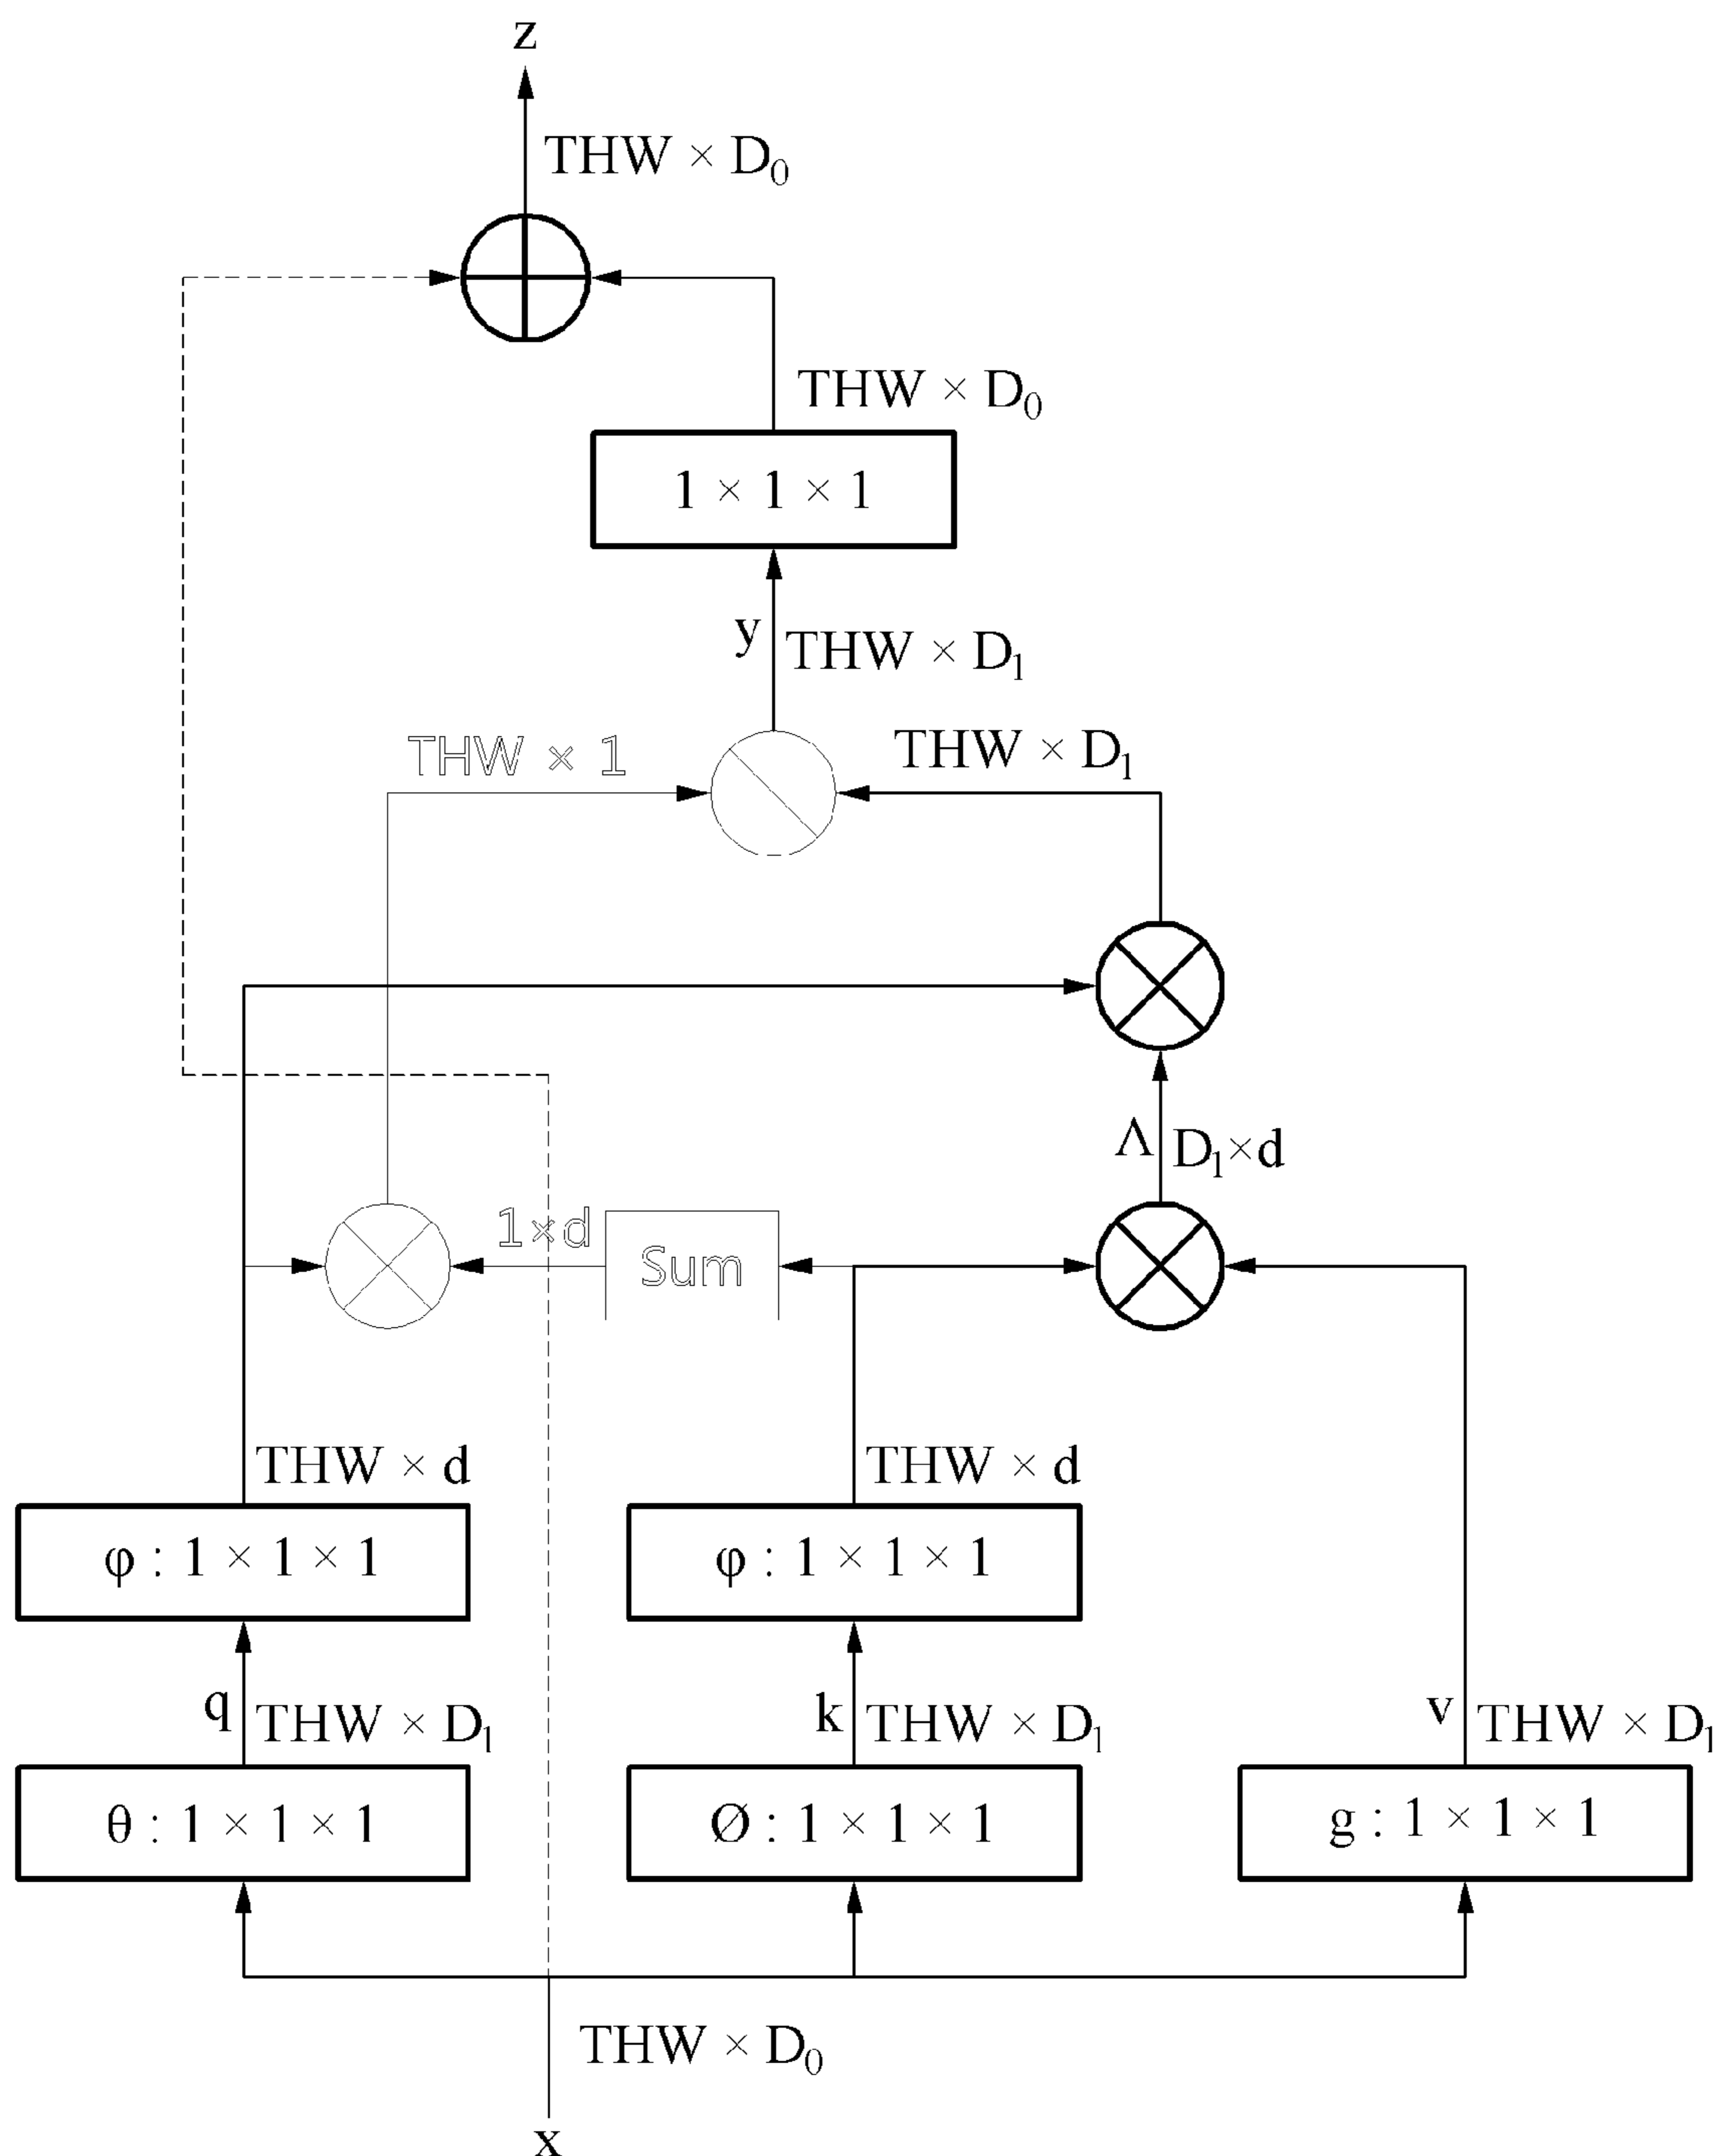 z
THW × D₀
THW × D₀
1 × 1 × 1
y THW × D₁
THW × 1
THW × D₁
Λ D₁×d
1×d
Sum
THW × d
THW × d
φ : 1 × 1 × 1
φ : 1 × 1 × 1
q THW × D₁
k THW × D₁
v THW × D₁
θ : 1 × 1 × 1
Ø : 1 × 1 × 1
g : 1 × 1 × 1
THW × D₀
x